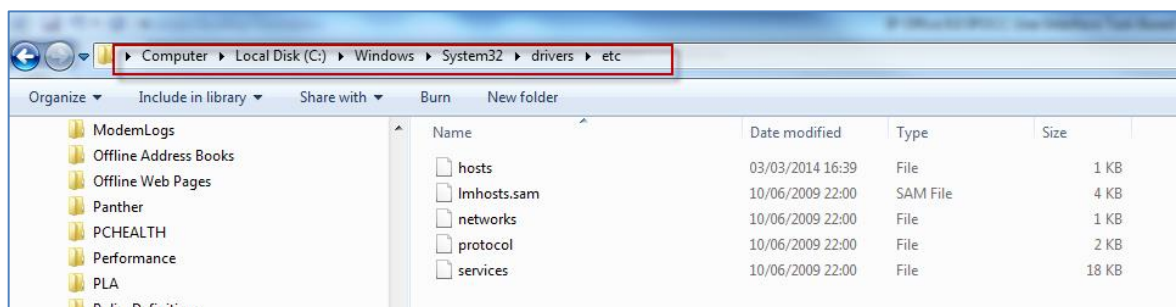 Computer ▸ Local Disk (C:) ▸ Windows ▸ System32 ▸ drivers ▸ etc
Organize ▾ Include in library ▾ Share with ▾ Burn New folder
ModemLogs
Offline Address Books
Offline Web Pages
Panther
PCHEALTH
Performance
PLA
Name Date modified Type Size
hosts 03/03/2014 16:39 File 1 KB
lmhosts.sam 10/06/2009 22:00 SAM File 4 KB
networks 10/06/2009 22:00 File 1 KB
protocol 10/06/2009 22:00 File 2 KB
services 10/06/2009 22:00 File 18 KB